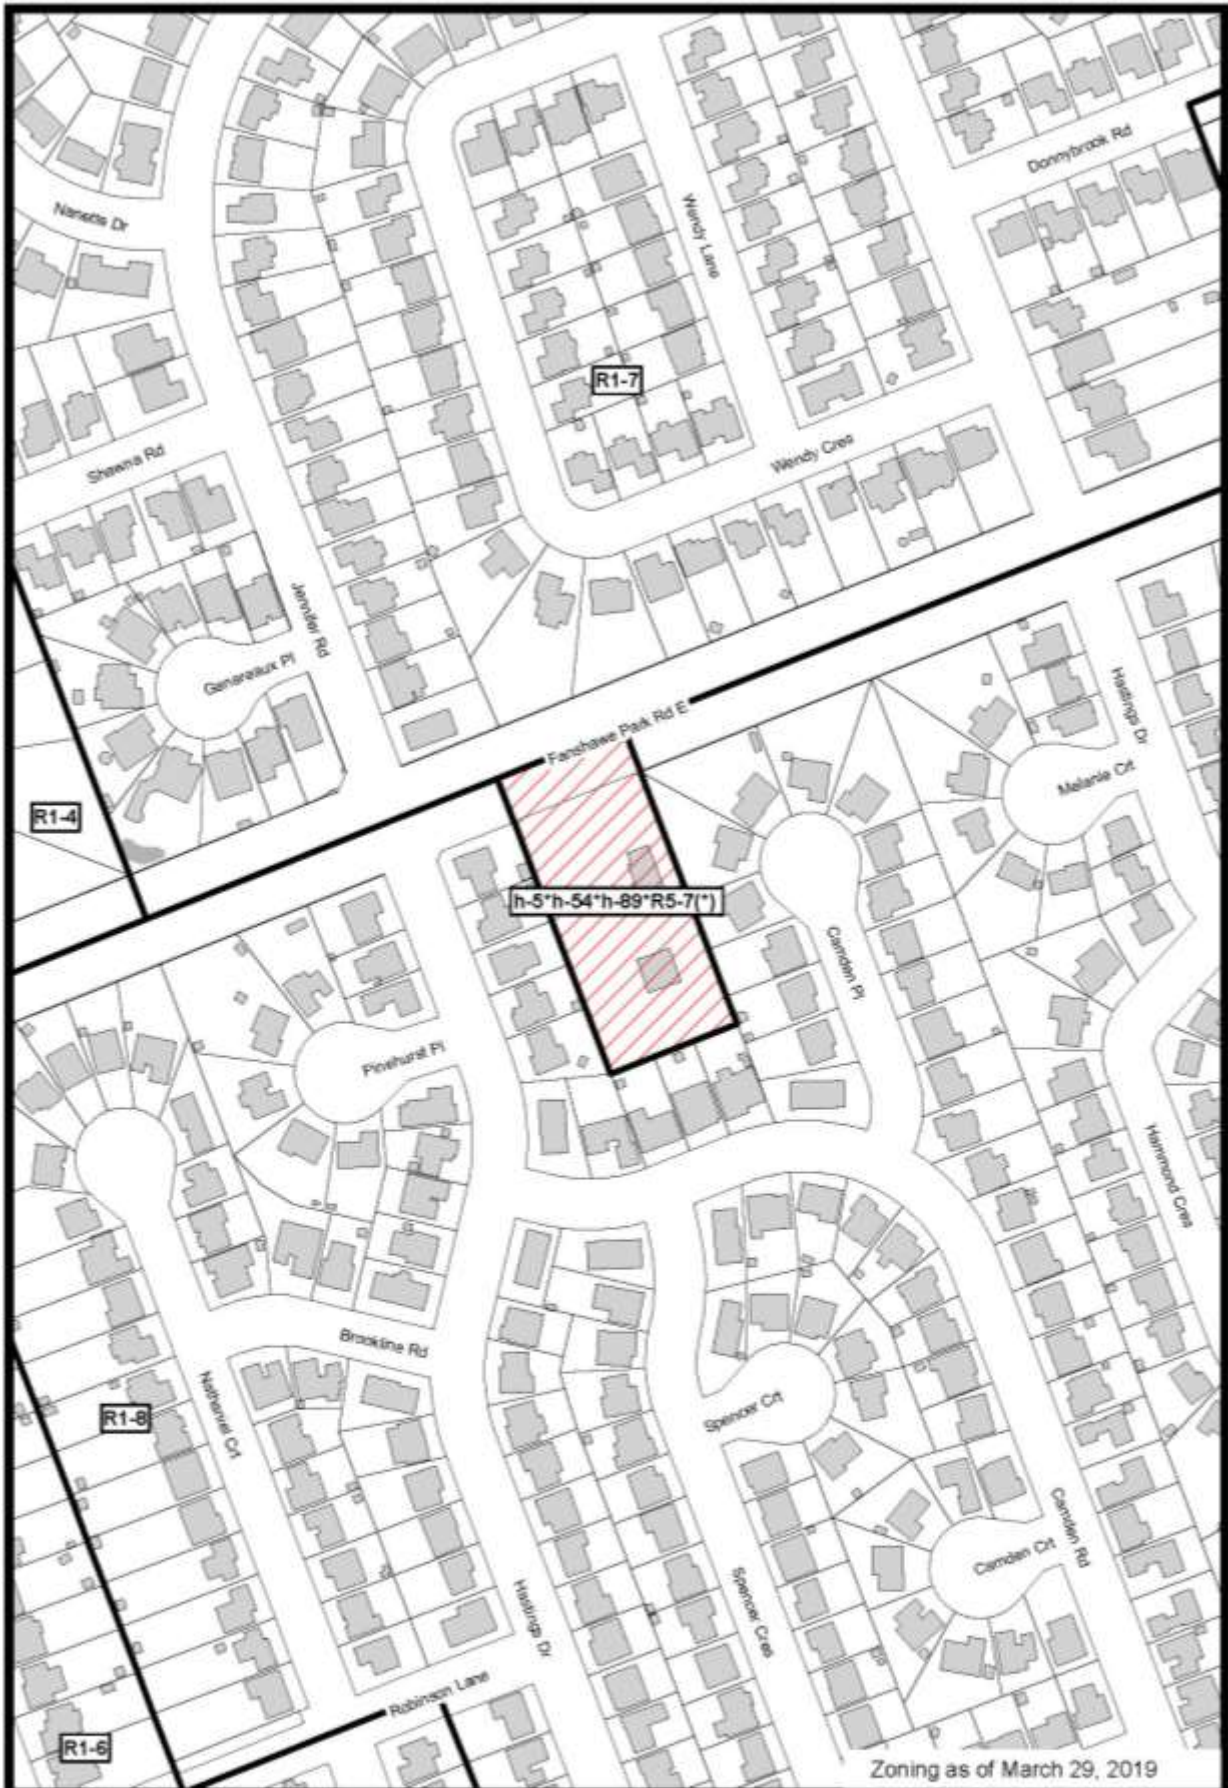 Donnybrook Rd
Nanette Dr
Wendy Lane
R1-7
Wendy Cres
Shawna Rd
Jennifer Rd
Genareaux Pl
Hastings Dr
Fanshawe Park Rd E
Melanie Crt
R1-4
h-5*h-54*h-89*R5-7(*)
Camden Pl
Pinehurst Pl
Hammond Cres
Brookline Rd
Nathaniel Crt
Spencer Crt
R1-8
Camden Rd
Camden Crt
Hastings Dr
Spencer Cres
Robinson Lane
R1-6
Zoning as of March 29, 2019